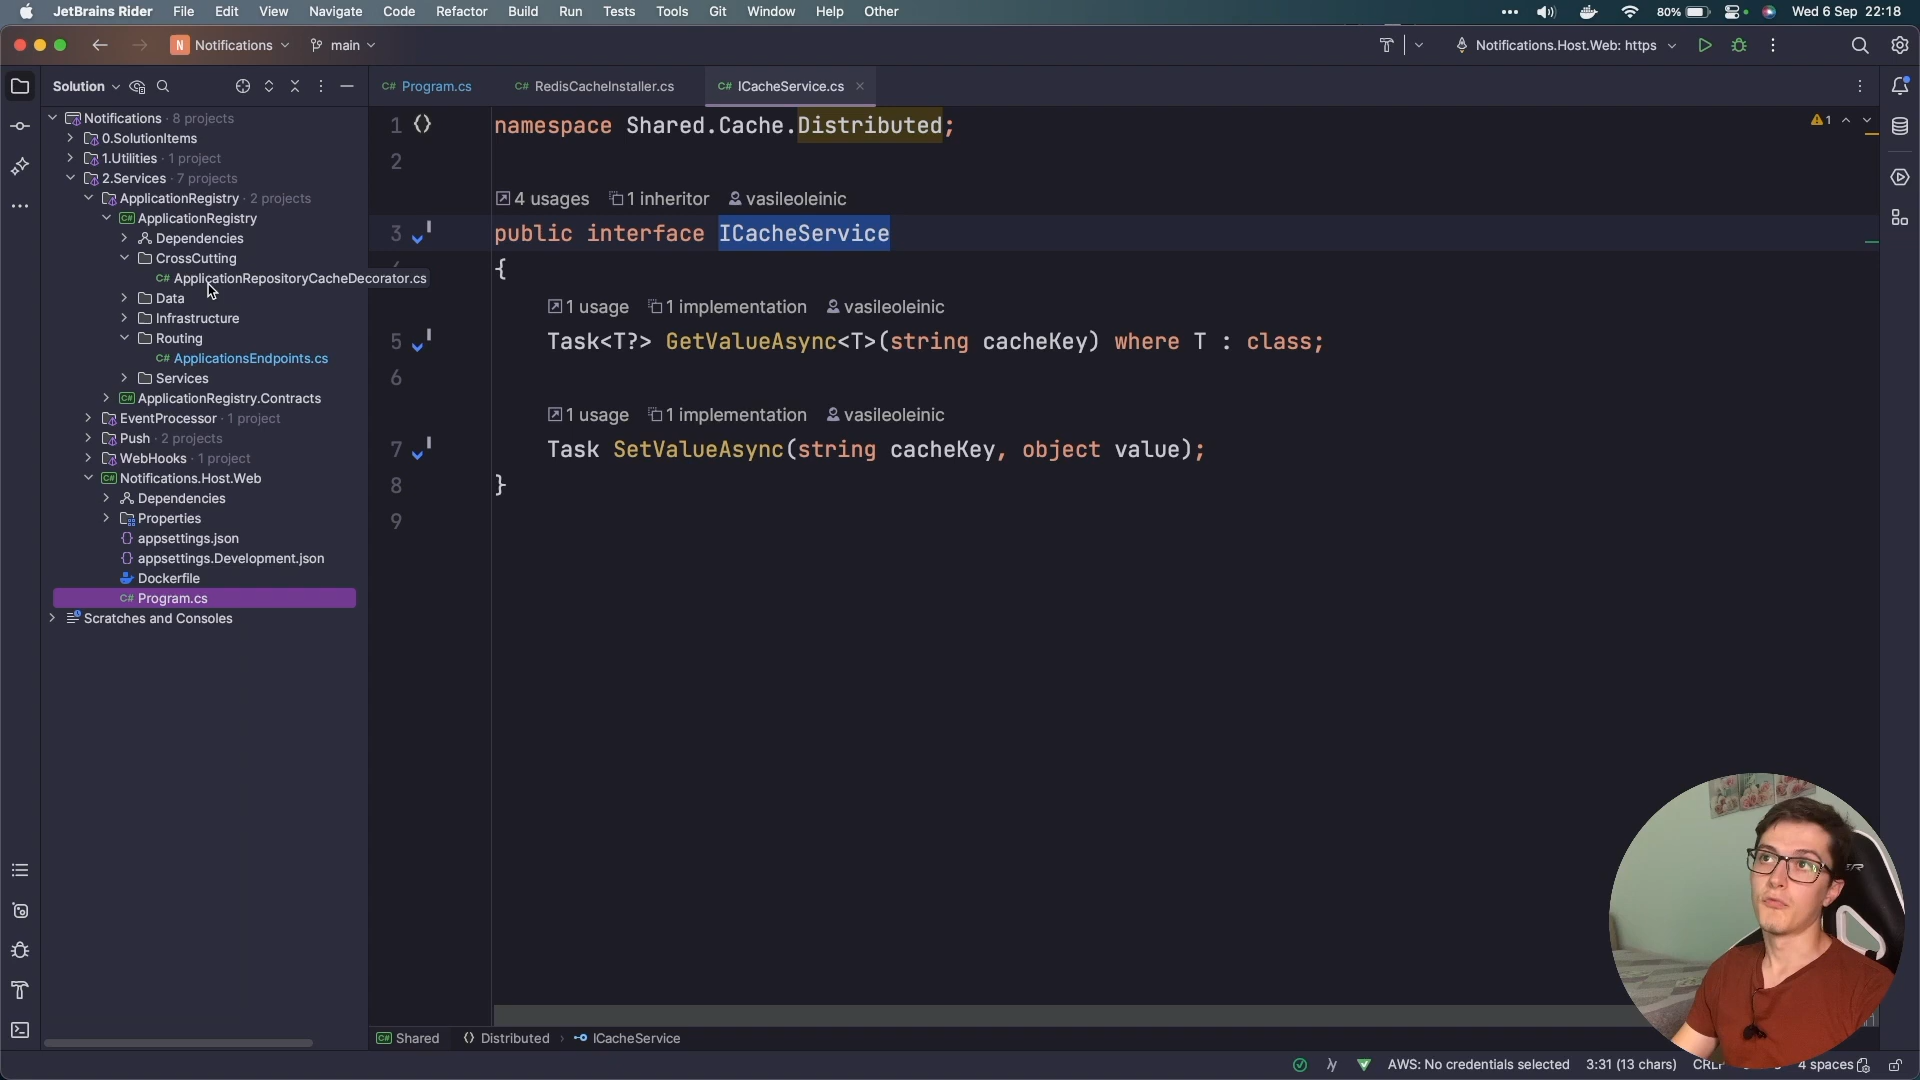 JetBrains Rider File Edit View Navigate Code Refactor Build Run Tests Tools Git Window Help Other 80% Wed 6 Sep 22:18
N Notifications main Notifications.Host.Web: https
Solution
C# Program.cs C# RedisCacheInstaller.cs C# ICacheService.cs
Notifications · 8 projects
0.SolutionItems
1.Utilities · 1 project
2.Services · 7 projects
ApplicationRegistry · 2 projects
C# ApplicationRegistry
Dependencies
CrossCutting
C# ApplicationRepositoryCacheDecorator.cs
Data
Infrastructure
Routing
C# ApplicationsEndpoints.cs
Services
C# ApplicationRegistry.Contracts
EventProcessor · 1 project
Push · 2 projects
WebHooks · 1 project
C# Notifications.Host.Web
Dependencies
Properties
appsettings.json
appsettings.Development.json
Dockerfile
C# Program.cs
Scratches and Consoles
1 namespace Shared.Cache.Distributed; 1
2
4 usages 1 inheritor vasileoleinic
3 public interface ICacheService
{
1 usage 1 implementation vasileoleinic
5 Task<T?> GetValueAsync<T>(string cacheKey) where T : class;
6
1 usage 1 implementation vasileoleinic
7 Task SetValueAsync(string cacheKey, object value);
8 }
9
C# Shared Distributed ICacheService
AWS: No credentials selected 3:31 (13 chars) 4 spaces